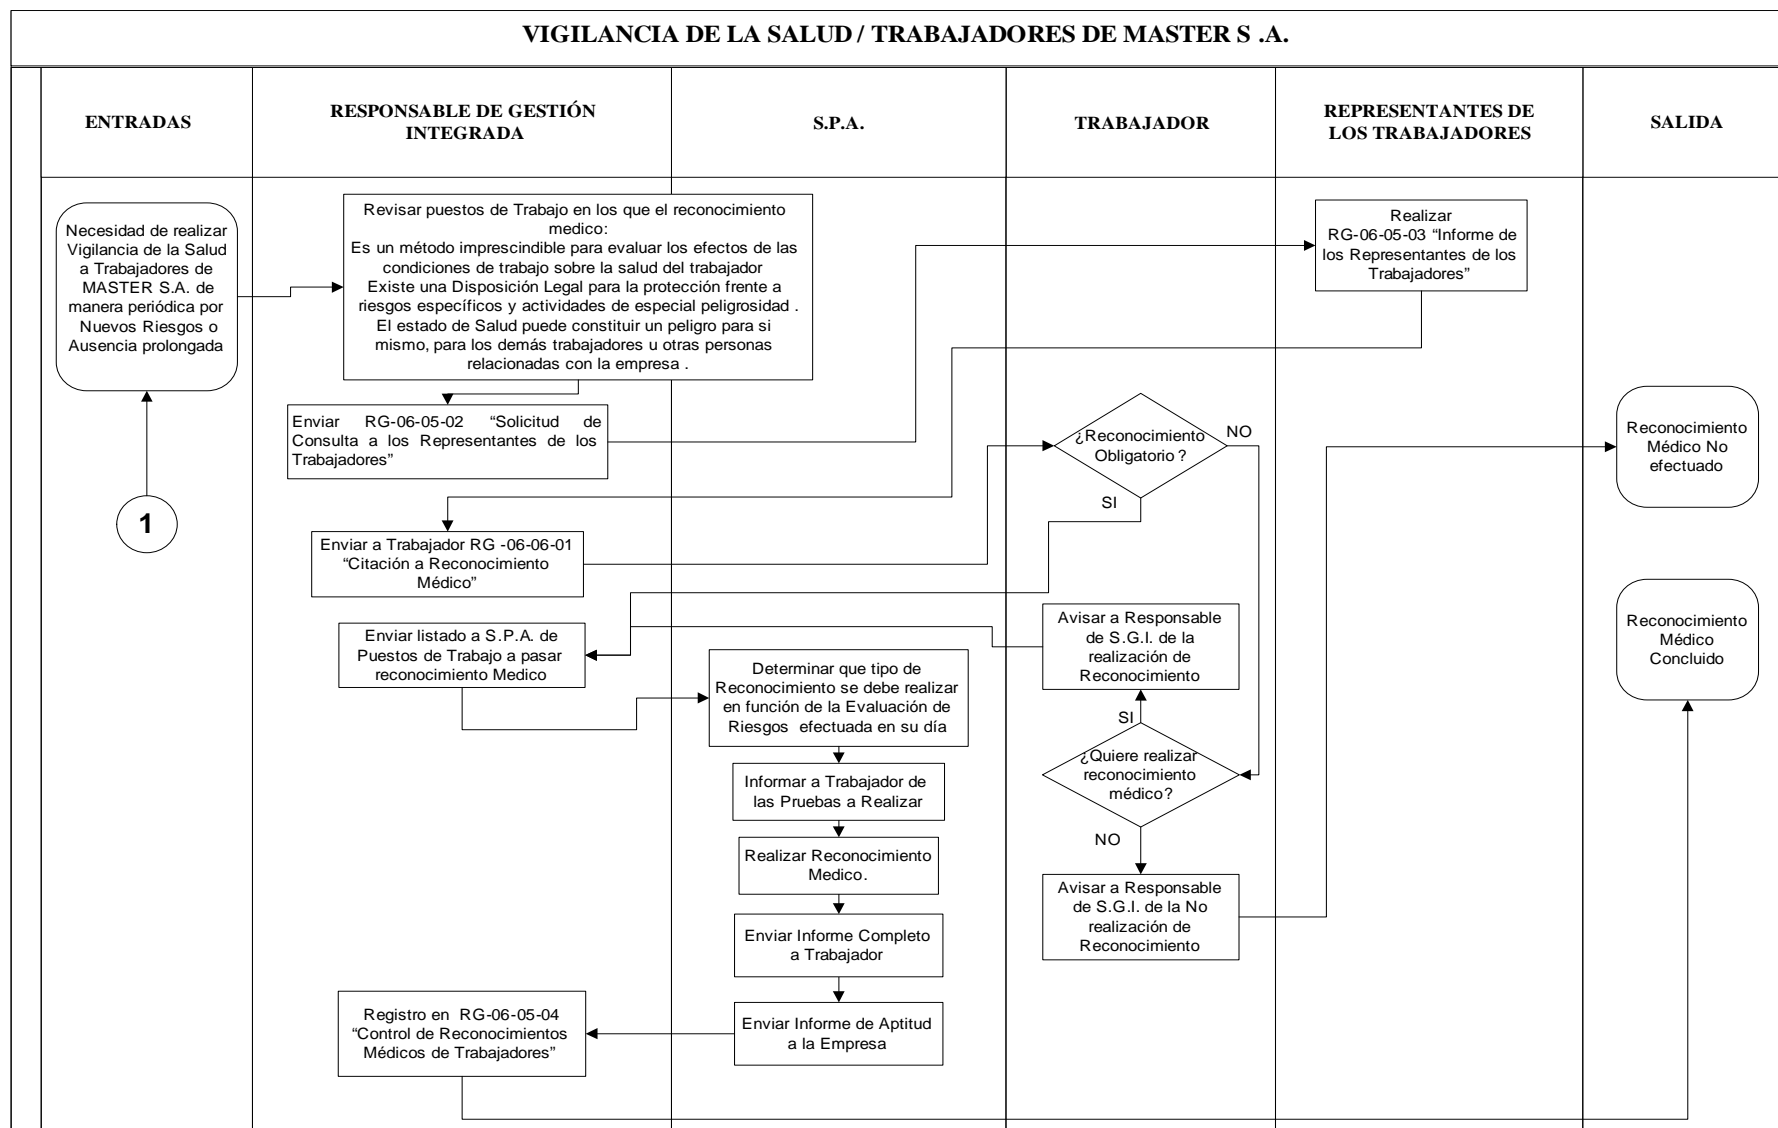 VIGILANCIA DE LA SALUD / TRABAJADORES DE MASTER S .A.
ENTRADAS
RESPONSABLE DE GESTIÓN
INTEGRADA
S.P.A.
TRABAJADOR
REPRESENTANTES DE
LOS TRABAJADORES
SALIDA
Necesidad de realizar
Vigilancia de la Salud
a Trabajadores de
MASTER S.A. de
manera periódica por
Nuevos Riesgos o
Ausencia prolongada
1
Revisar puestos de Trabajo en los que el reconocimiento
medico:
Es un método imprescindible para evaluar los efectos de las
condiciones de trabajo sobre la salud del trabajador
Existe una Disposición Legal para la protección frente a
riesgos específicos y actividades de especial peligrosidad .
El estado de Salud puede constituir un peligro para si
mismo, para los demás trabajadores u otras personas
relacionadas con la empresa .
Enviar RG-06-05-02 “Solicitud de
Consulta a los Representantes de los
Trabajadores”
Realizar
RG-06-05-03 “Informe de
los Representantes de los
Trabajadores”
Enviar a Trabajador RG -06-06-01
“Citación a Reconocimiento
Médico”
¿Reconocimiento
Obligatorio ?
NO
SI
Enviar listado a S.P.A. de
Puestos de Trabajo a pasar
reconocimiento Medico
Avisar a Responsable
de S.G.I. de la
realización de
Reconocimiento
SI
¿Quiere realizar
reconocimiento
médico?
NO
Avisar a Responsable
de S.G.I. de la No
realización de
Reconocimiento
Determinar que tipo de
Reconocimiento se debe realizar
en función de la Evaluación de
Riesgos efectuada en su día
Informar a Trabajador de
las Pruebas a Realizar
Realizar Reconocimiento
Medico.
Enviar Informe Completo
a Trabajador
Enviar Informe de Aptitud
a la Empresa
Registro en RG-06-05-04
“Control de Reconocimientos
Médicos de Trabajadores”
Reconocimiento
Médico No
efectuado
Reconocimiento
Médico
Concluido